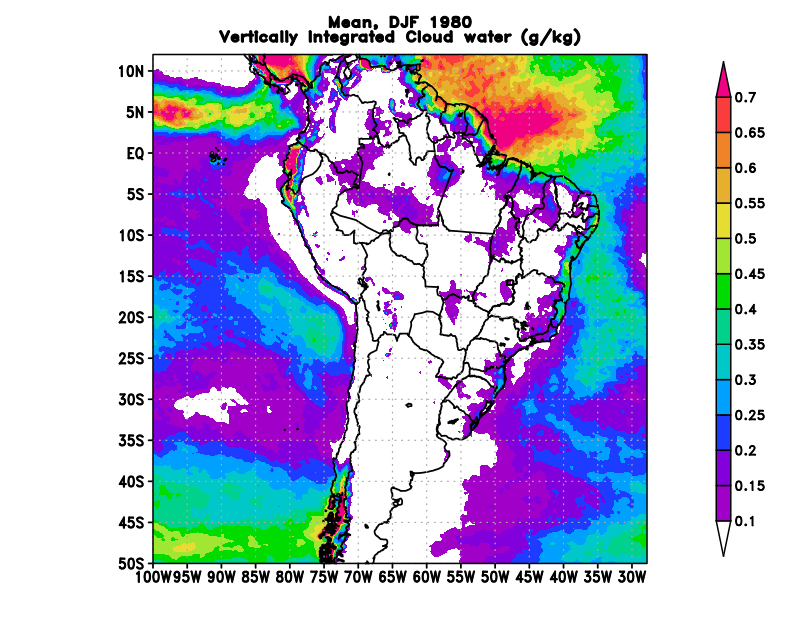 Mean, DJF 1980
Vertically Integrated Cloud water (g/kg)
10N
5N
EQ
5S
10S
15S
20S
25S
30S
35S
40S
45S
50S
100W 95W 90W 85W 80W 75W 70W 65W 60W 55W 50W 45W 40W 35W 30W
0.7
0.65
0.6
0.55
0.5
0.45
0.4
0.35
0.3
0.25
0.2
0.15
0.1